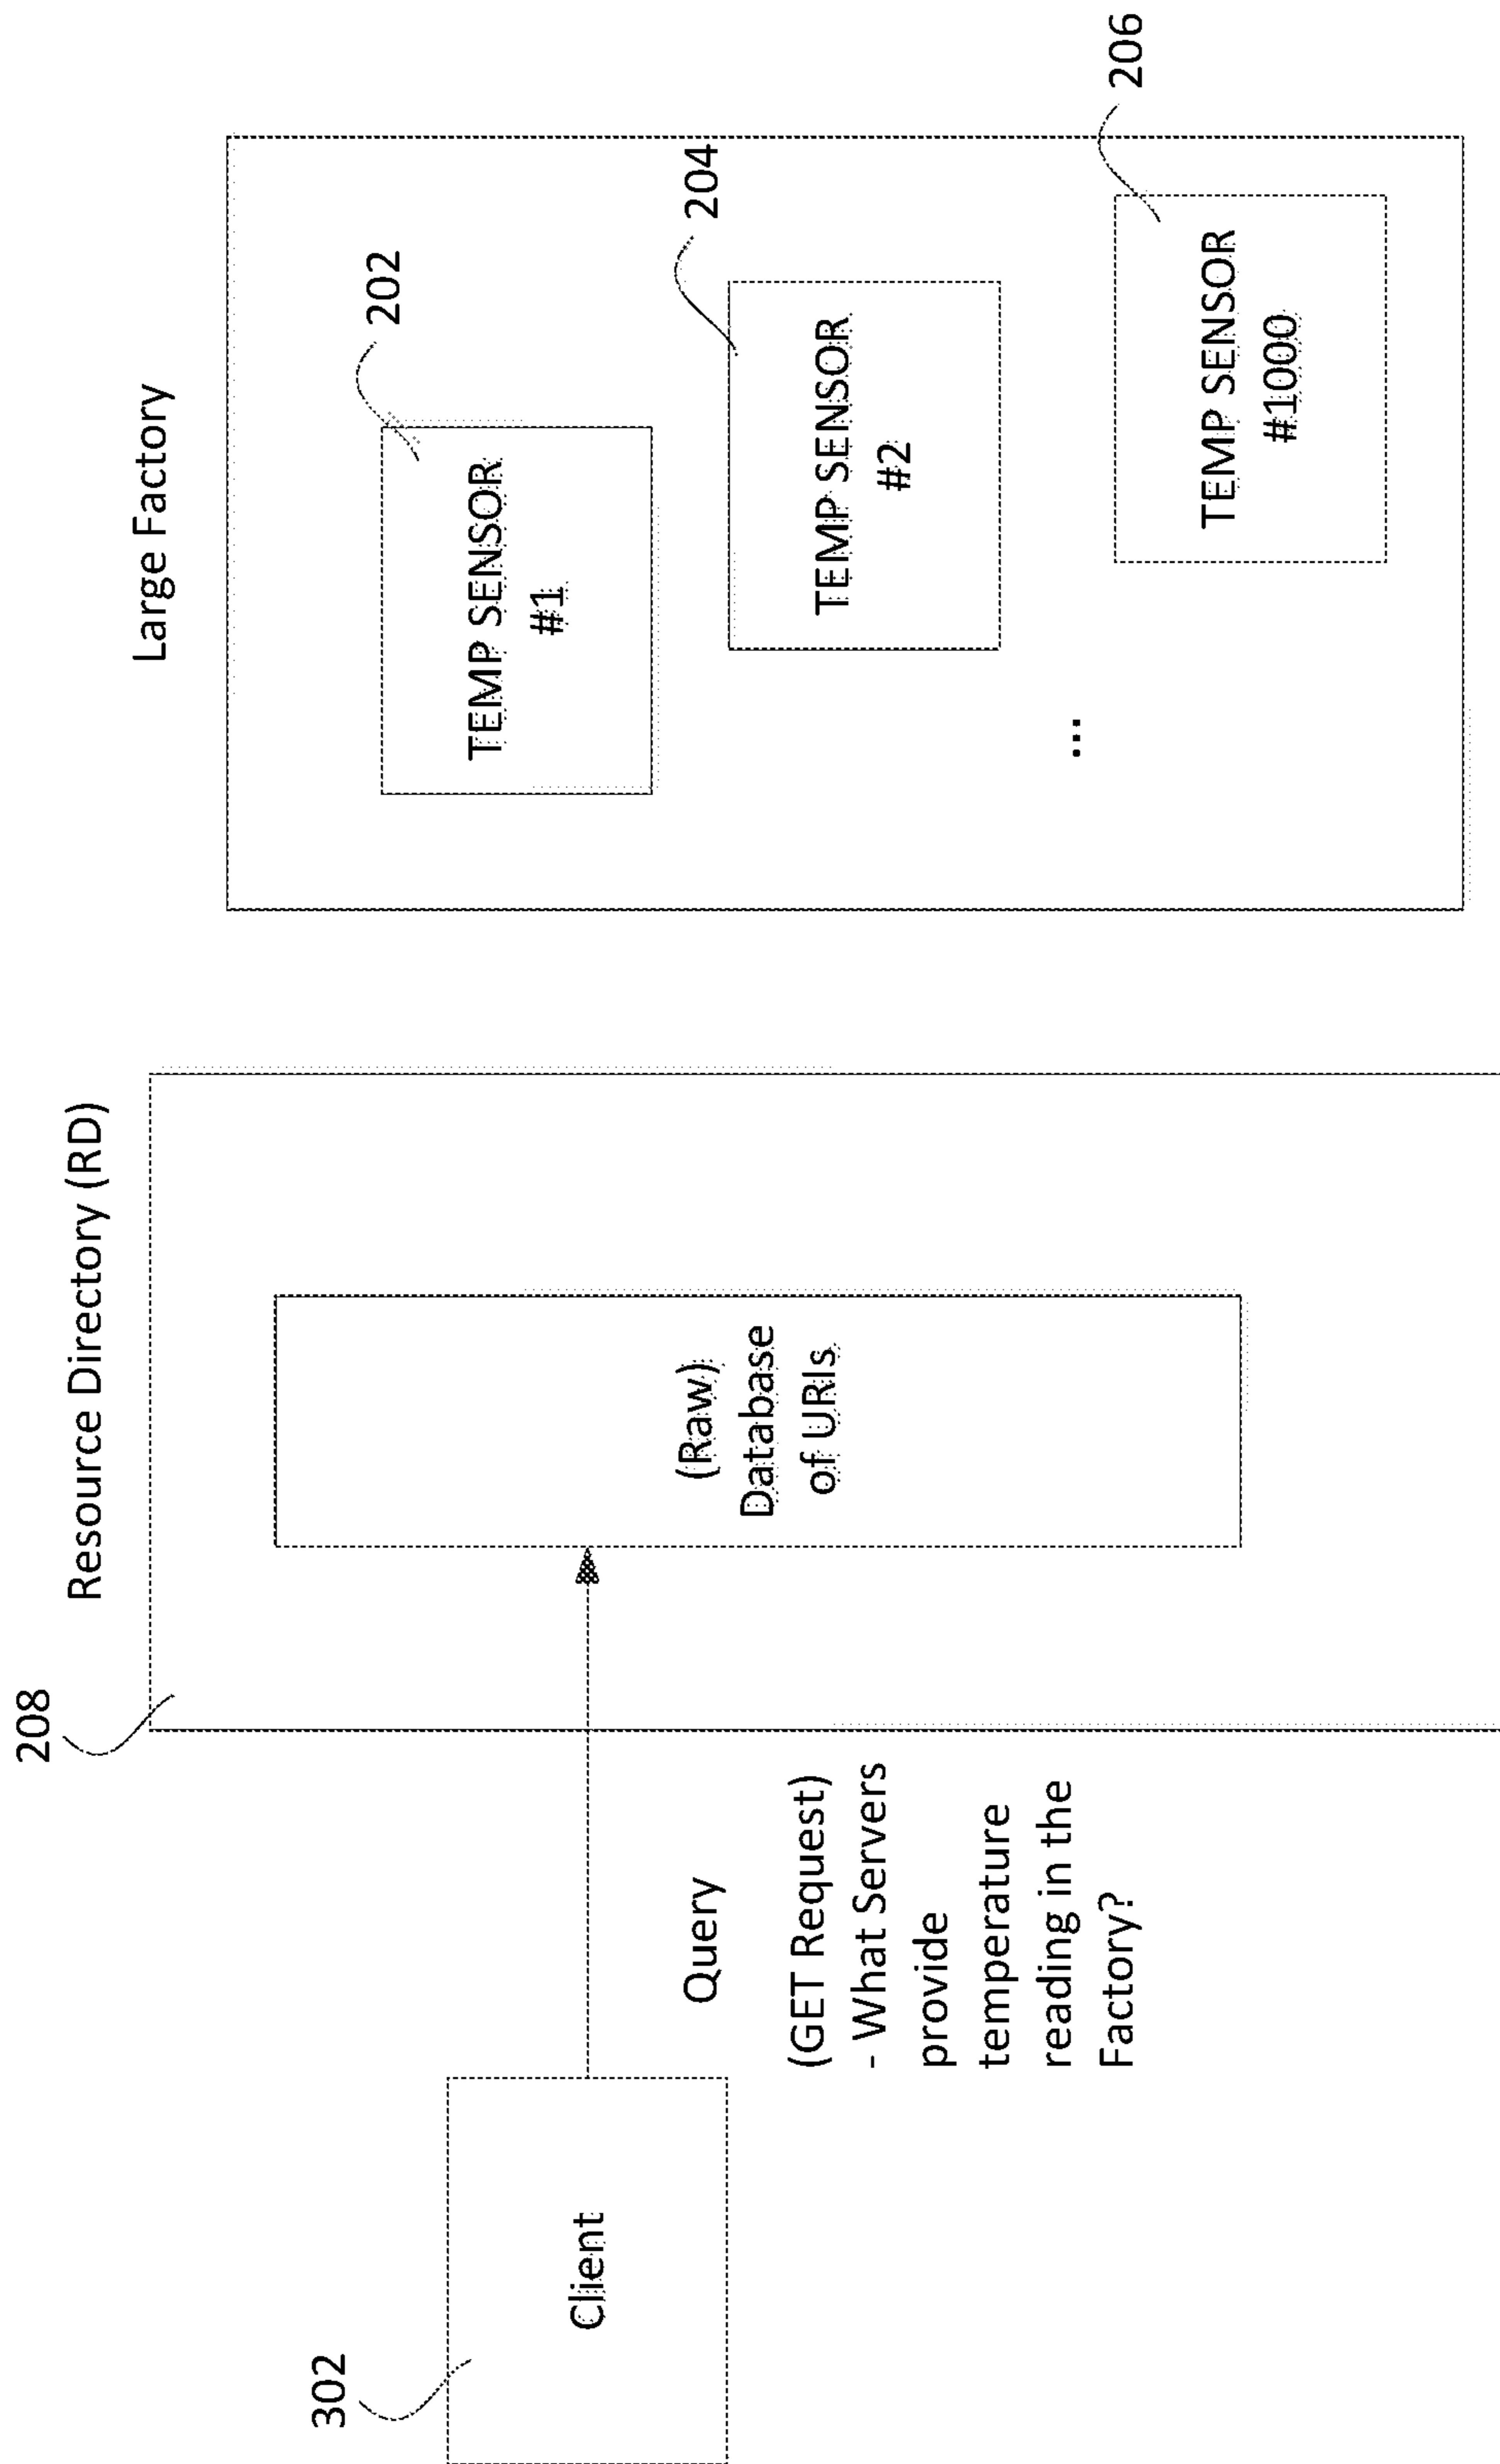 302
Client
Query
(GET Request)
- What Servers
provide
temperature
reading in the
Factory?
208
Resource Directory (RD)
(Raw)
Database
of URIs
Large Factory
202
TEMP SENSOR
#1
204
TEMP SENSOR
#2
...
206
TEMP SENSOR
#1000